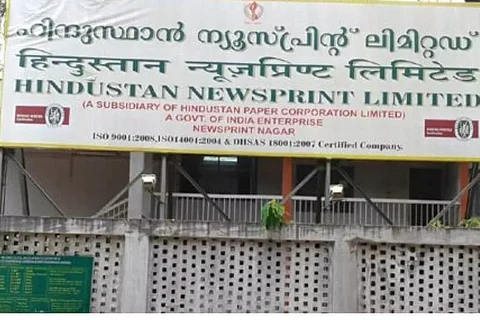 ഹിന്ദുസ്ഥാൻ ന്യൂസ്പ്രിന്റ് ലിമിറ്റഡ്
हिन्दुस्तान न्यूज़प्रिण्ट लिमिटेड
HINDUSTAN NEWSPRINT LIMITED
(A SUBSIDIARY OF HINDUSTAN PAPER CORPORATION LIMITED)
A GOVT. OF INDIA ENTERPRISE
NEWSPRINT NAGAR
ISO 9001:2008,ISO14001:2004 & OHSAS 18001:2007 Certified Company.